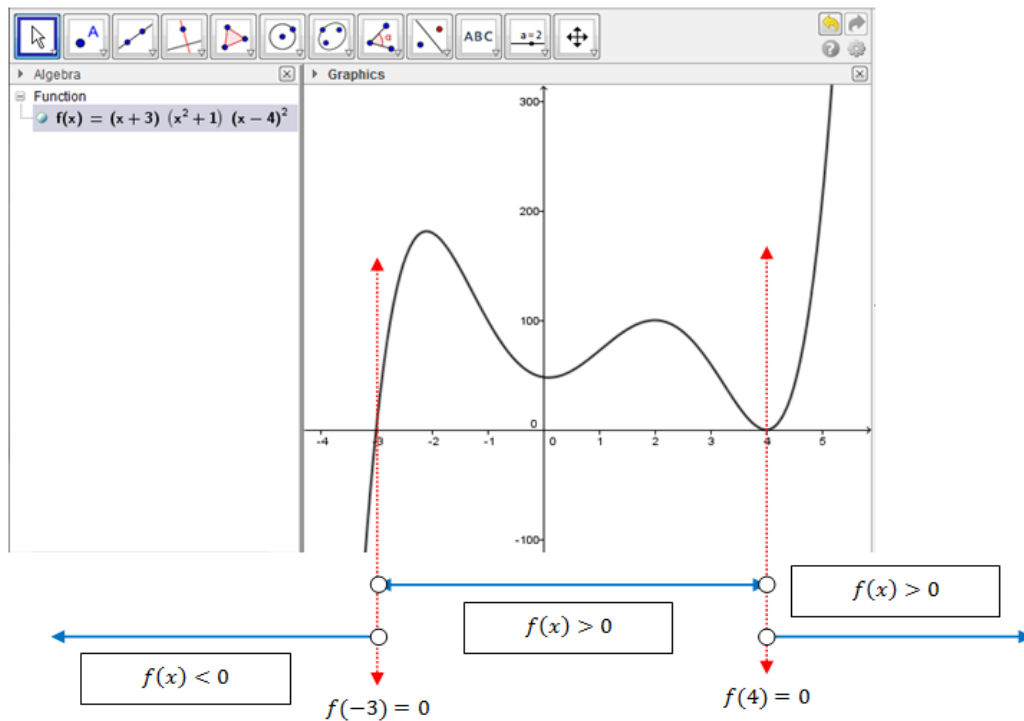 A
α
ABC
a=2
?
Algebra
Graphics
Function
f(x) = (x + 3) (x² + 1) (x − 4)²
300
200
100
0
-4 -3 -2 -1 0 1 2 3 4 5
-100
f(x) > 0
f(x) > 0
f(x) < 0
f(−3) = 0
f(4) = 0